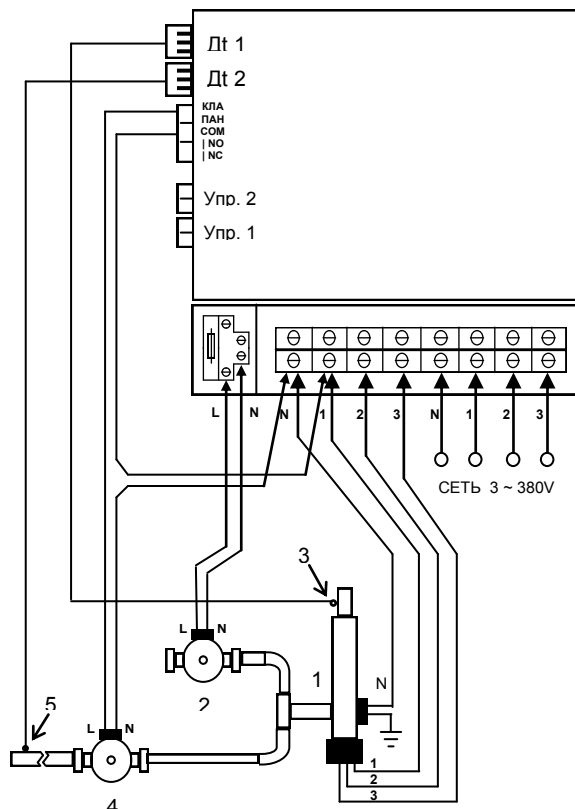 Дt 1
Дt 2
КЛА
ПАН
COM
| NO
| NC
Упр. 2
Упр. 1
L N N 1 2 3 N 1 2 3
СЕТЬ 3 ~ 380V
3
L N
2
1
N
5
L N
4
1
2
3